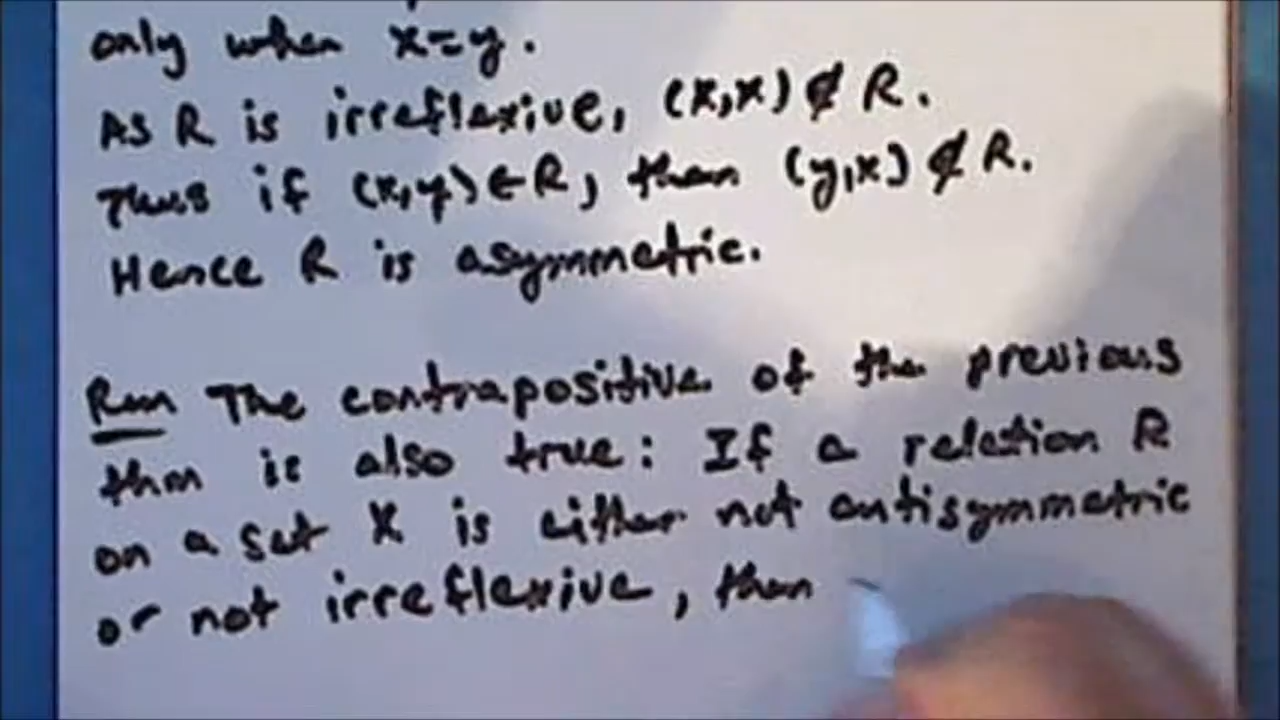 only when x=y.
As R is irreflexive, (x,x) ∉ R.
Thus if (x,y) ∈ R, then (y,x) ∉ R.
Hence R is asymmetric.
Rem The contrapositive of the previous
thm is also true: If a relation R
on a set X is either not antisymmetric
or not irreflexive, then